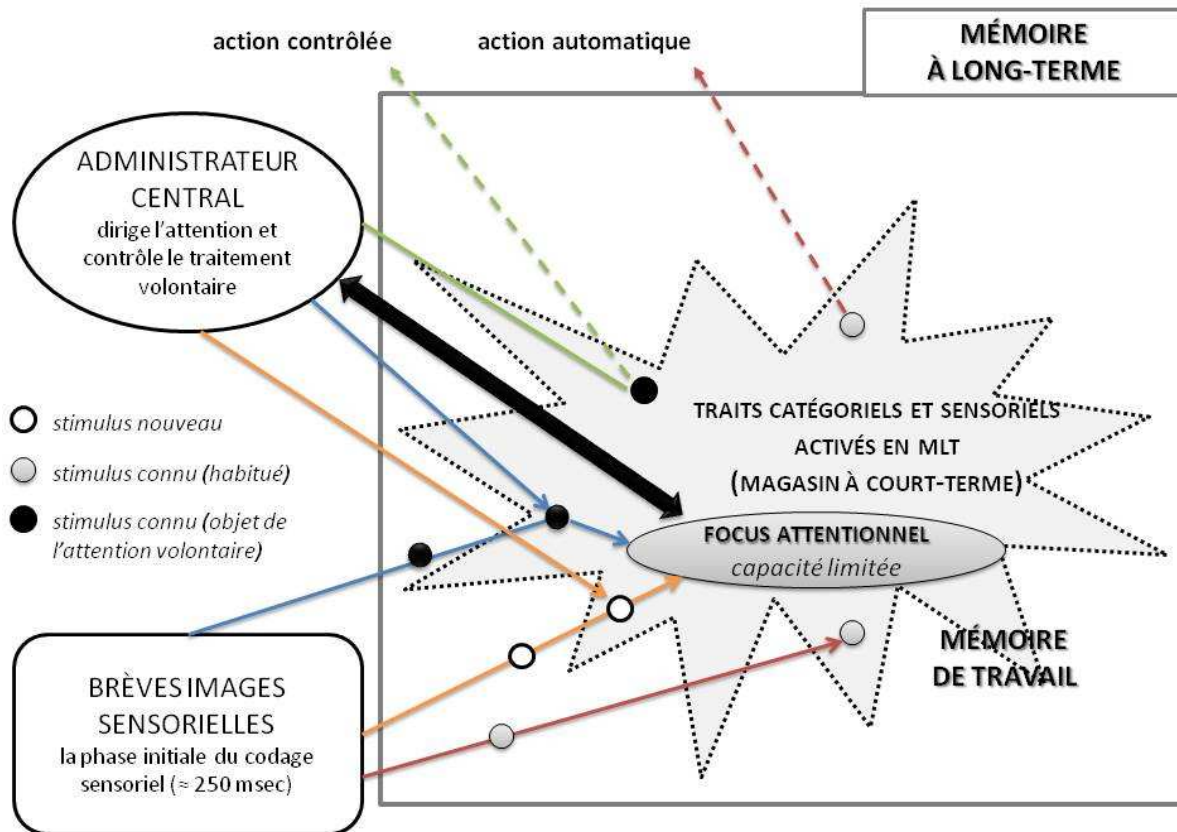 action contrôlée
action automatique
MÉMOIRE
À LONG-TERME
ADMINISTRATEUR
CENTRAL
dirige l'attention et
contrôle le traitement
volontaire
stimulus nouveau
stimulus connu (habitué)
stimulus connu (objet de
l'attention volontaire)
TRAITS CATÉGORIELS ET SENSORIELS
ACTIVÉS EN MLT
(MAGASIN À COURT-TERME)
FOCUS ATTENTIONNEL
capacité limitée
MÉMOIRE
DE TRAVAIL
BRÈVES IMAGES
SENSORIELLES
la phase initiale du codage
sensoriel (≈ 250 msec)